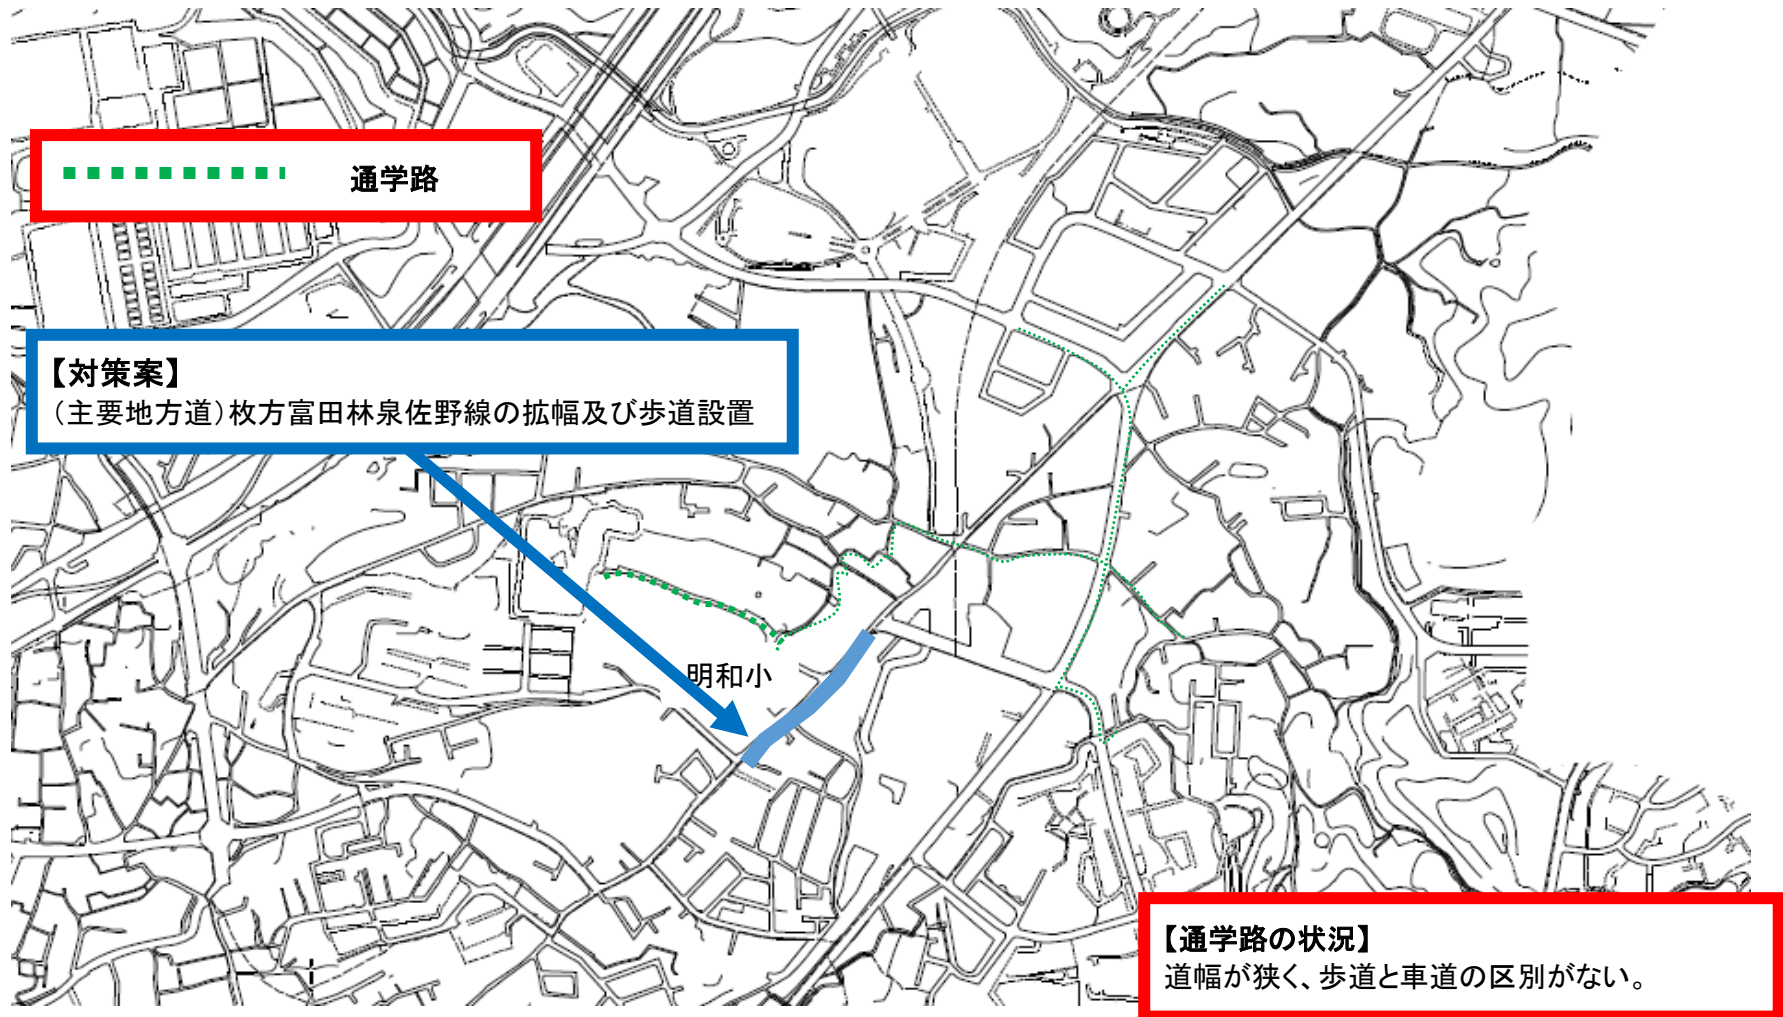 通学路
【対策案】
（主要地方道）枚方富田林泉佐野線の拡幅及び歩道設置
明和小
【通学路の状況】
道幅が狭く、歩道と車道の区別がない。